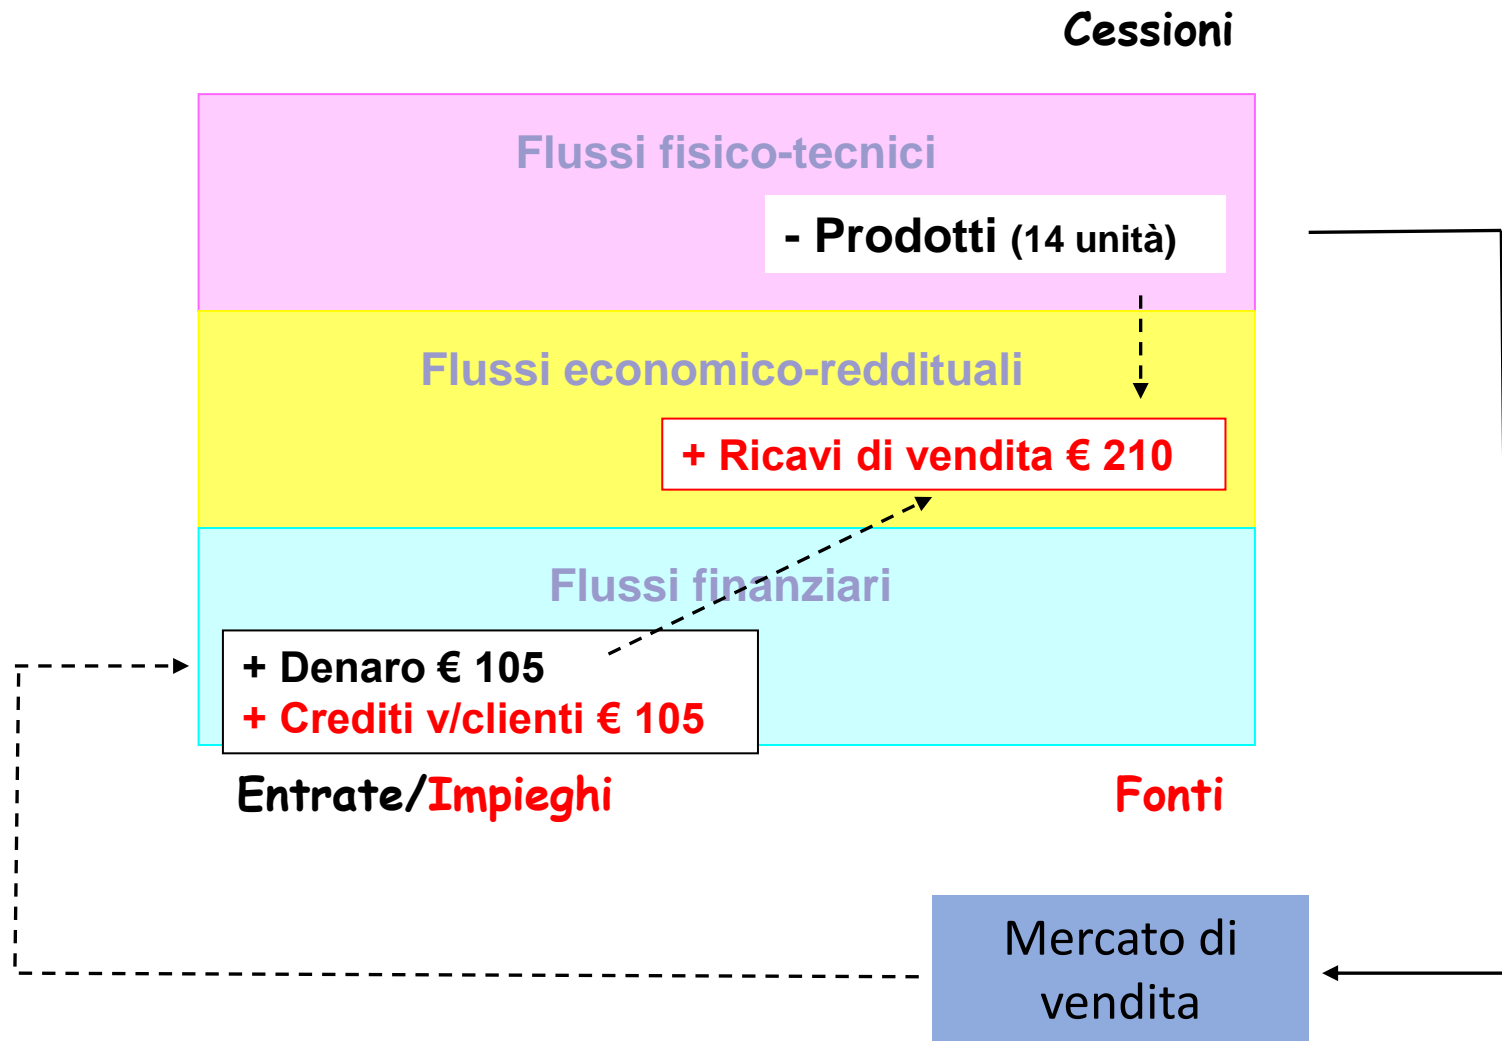 Cessioni
Flussi fisico-tecnici
- Prodotti (14 unità)
Flussi economico-reddituali
+ Ricavi di vendita € 210
Flussi finanziari
+ Denaro € 105
+ Crediti v/clienti € 105
Entrate/Impieghi
Fonti
Mercato di
vendita